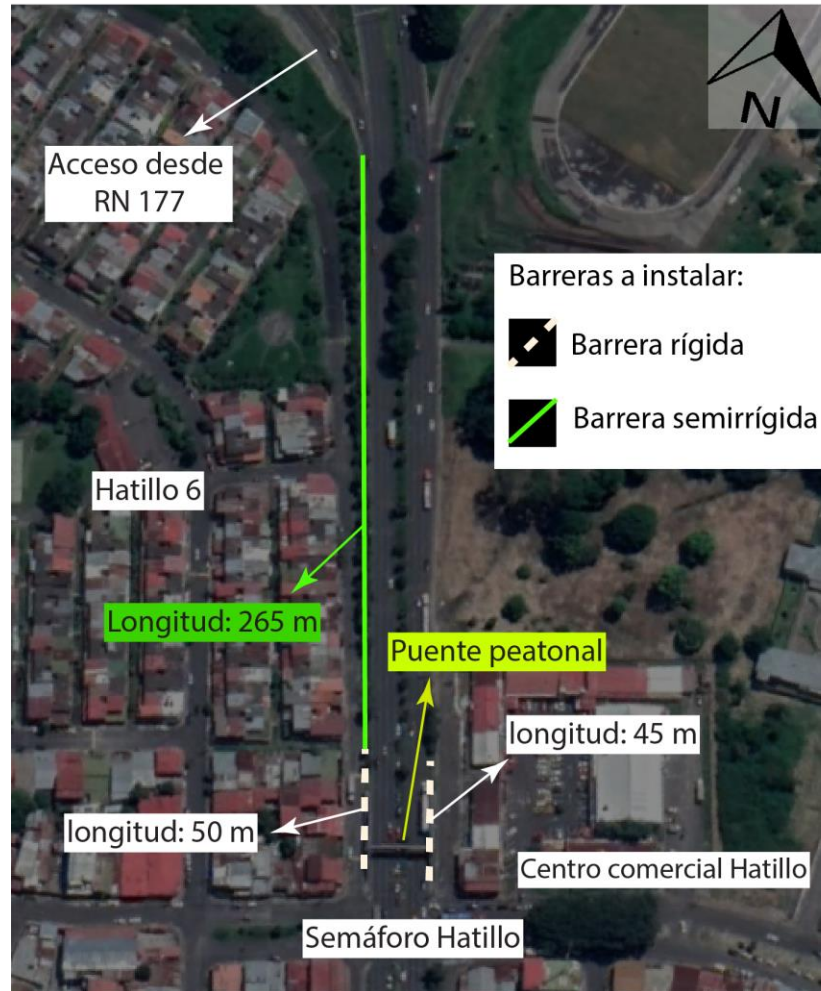 N
Acceso desde
RN 177
Barreras a instalar:
Barrera rígida
Barrera semirrígida
Hatillo 6
Longitud: 265 m
Puente peatonal
longitud: 45 m
longitud: 50 m
Centro comercial Hatillo
Semáforo Hatillo